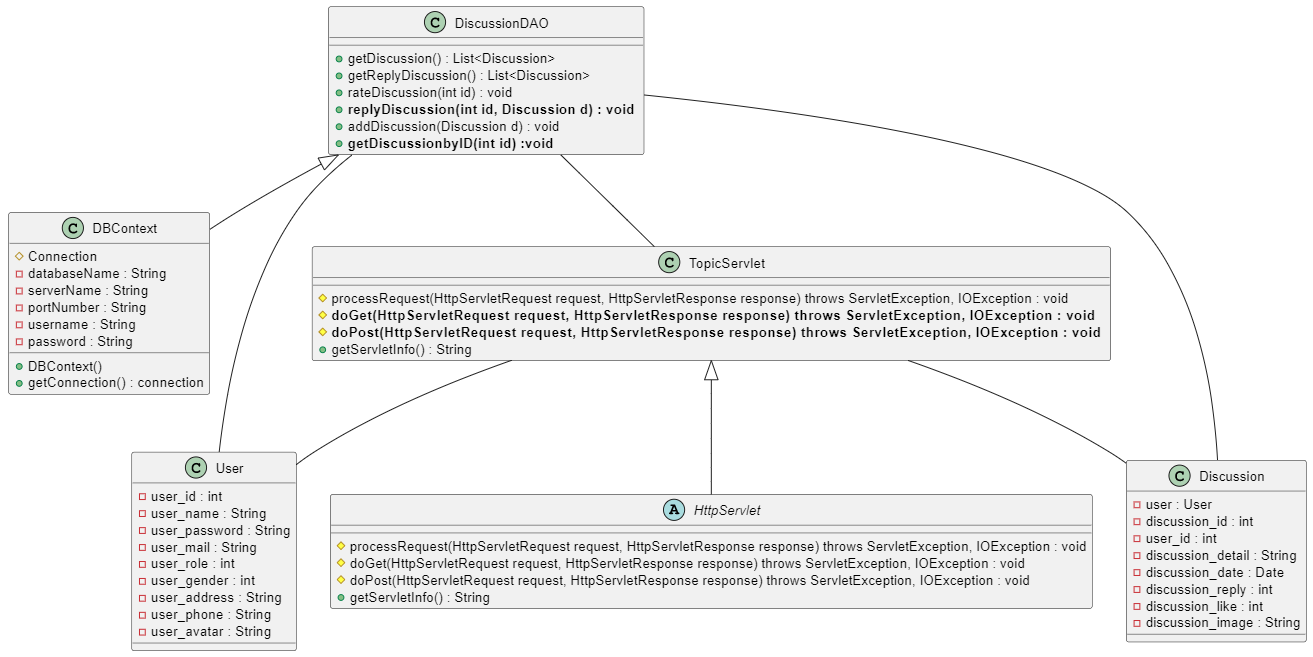 C DiscussionDAO
getDiscussion() : List<Discussion>
getReplyDiscussion() : List<Discussion>
rateDiscussion(int id) : void
replyDiscussion(int id, Discussion d) : void
addDiscussion(Discussion d) : void
getDiscussionbyID(int id) :void
C DBContext
Connection
databaseName : String
serverName : String
portNumber : String
username : String
password : String
DBContext()
getConnection() : connection
C TopicServlet
processRequest(HttpServletRequest request, HttpServletResponse response) throws ServletException, IOException : void
doGet(HttpServletRequest request, HttpServletResponse response) throws ServletException, IOException : void
doPost(HttpServletRequest request, HttpServletResponse response) throws ServletException, IOException : void
getServletInfo() : String
C User
user_id : int
user_name : String
user_password : String
user_mail : String
user_role : int
user_gender : int
user_address : String
user_phone : String
user_avatar : String
A HttpServlet
processRequest(HttpServletRequest request, HttpServletResponse response) throws ServletException, IOException : void
doGet(HttpServletRequest request, HttpServletResponse response) throws ServletException, IOException : void
doPost(HttpServletRequest request, HttpServletResponse response) throws ServletException, IOException : void
getServletInfo() : String
C Discussion
user : User
discussion_id : int
user_id : int
discussion_detail : String
discussion_date : Date
discussion_reply : int
discussion_like : int
discussion_image : String